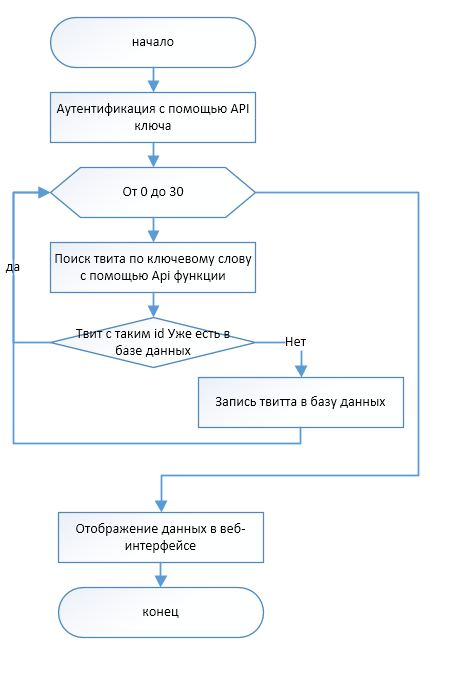 начало
Аутентификация с помощью API
ключа
От 0 до 30
Поиск твита по ключевому слову
с помощью Api функции
да
Твит с таким id Уже есть в
базе данных
Нет
Запись твитта в базу данных
Отображение данных в веб-
интерфейсе
конец